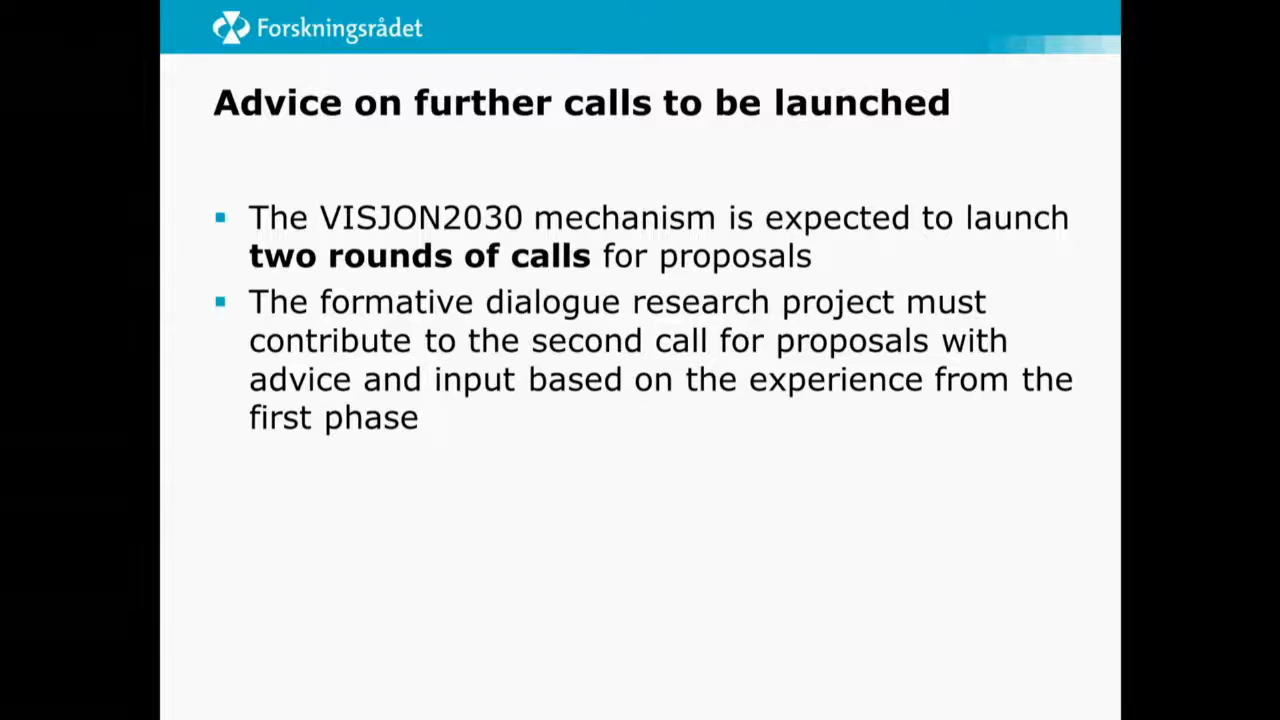 Forskningsrådet
Advice on further calls to be launched
The VISJON2030 mechanism is expected to launch
two rounds of calls for proposals
The formative dialogue research project must
contribute to the second call for proposals with
advice and input based on the experience from the
first phase